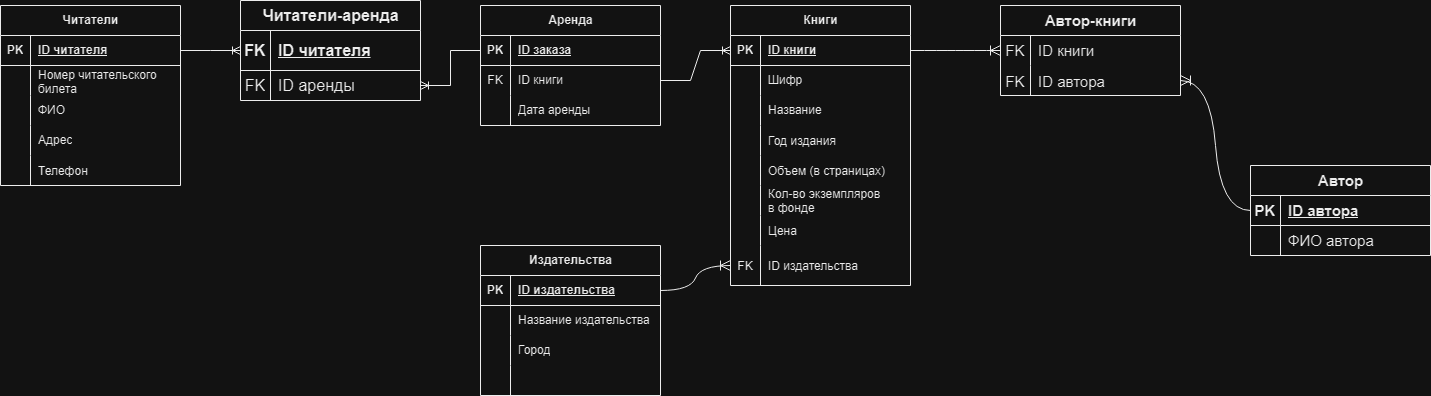 Читатели
PK ID читателя
Номер читательского
билета
ФИО
Адрес
Телефон
Читатели-аренда
FK ID читателя
FK ID аренды
Аренда
PK ID заказа
FK ID книги
Дата аренды
Книги
PK ID книги
Шифр
Название
Год издания
Объем (в страницах)
Кол-во экземпляров
в фонде
Цена
FK ID издательства
Автор-книги
FK ID книги
FK ID автора
Автор
PK ID автора
ФИО автора
Издательства
PK ID издательства
Название издательства
Город